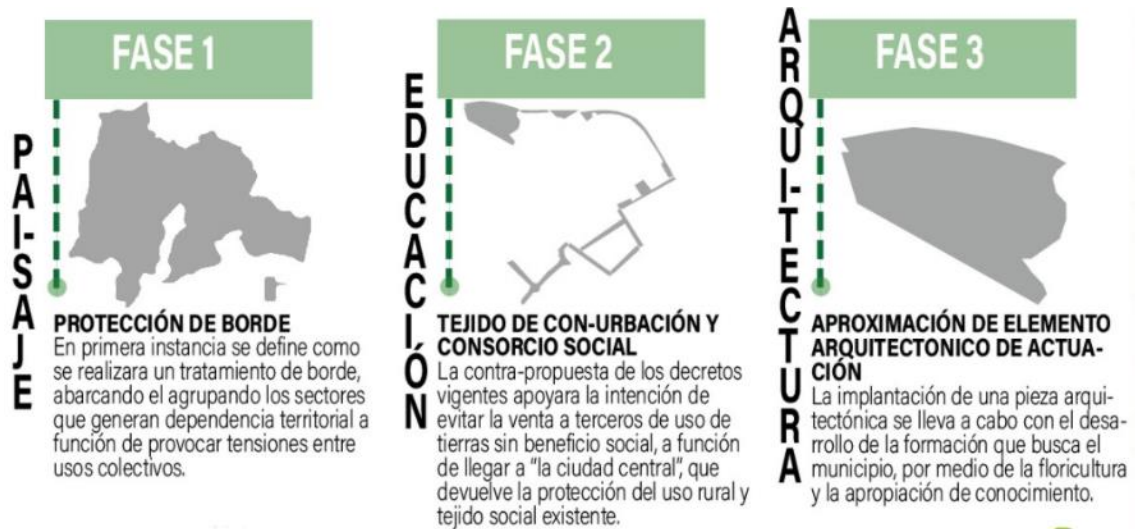 PAI-SAJE
FASE 1
PROTECCIÓN DE BORDE
En primera instancia se define como
se realizara un tratamiento de borde,
abarcando el agrupando los sectores
que generan dependencia territorial a
función de provocar tensiones entre
usos colectivos.
EDUCACIÓN
FASE 2
TEJIDO DE CON-URBACIÓN Y
CONSORCIO SOCIAL
La contra-propuesta de los decretos
vigentes apoyara la intención de
evitar la venta a terceros de uso de
tierras sin beneficio social, a función
de llegar a “la ciudad central”, que
devuelve la protección del uso rural y
tejido social existente.
ARQUI-TECTURA
FASE 3
APROXIMACIÓN DE ELEMENTO
ARQUITECTONICO DE ACTUA-
CIÓN
La implantación de una pieza arqui-
tectónica se lleva a cabo con el desa-
rrollo de la formación que busca el
municipio, por medio de la floricultura
y la apropiación de conocimiento.